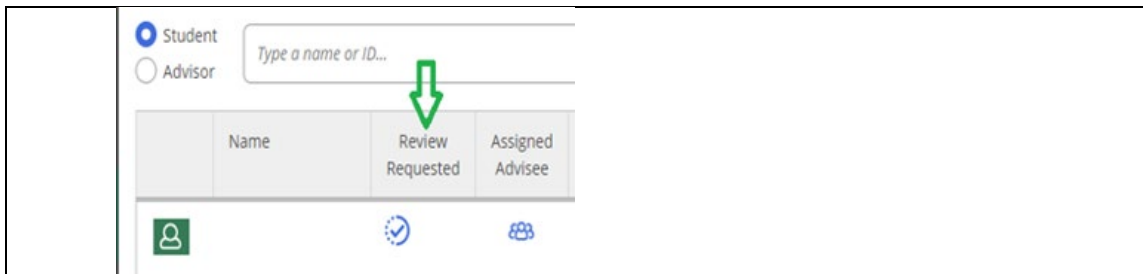 Student
Advisor
Type a name or ID...
Name
Review
Requested
Assigned
Advisee